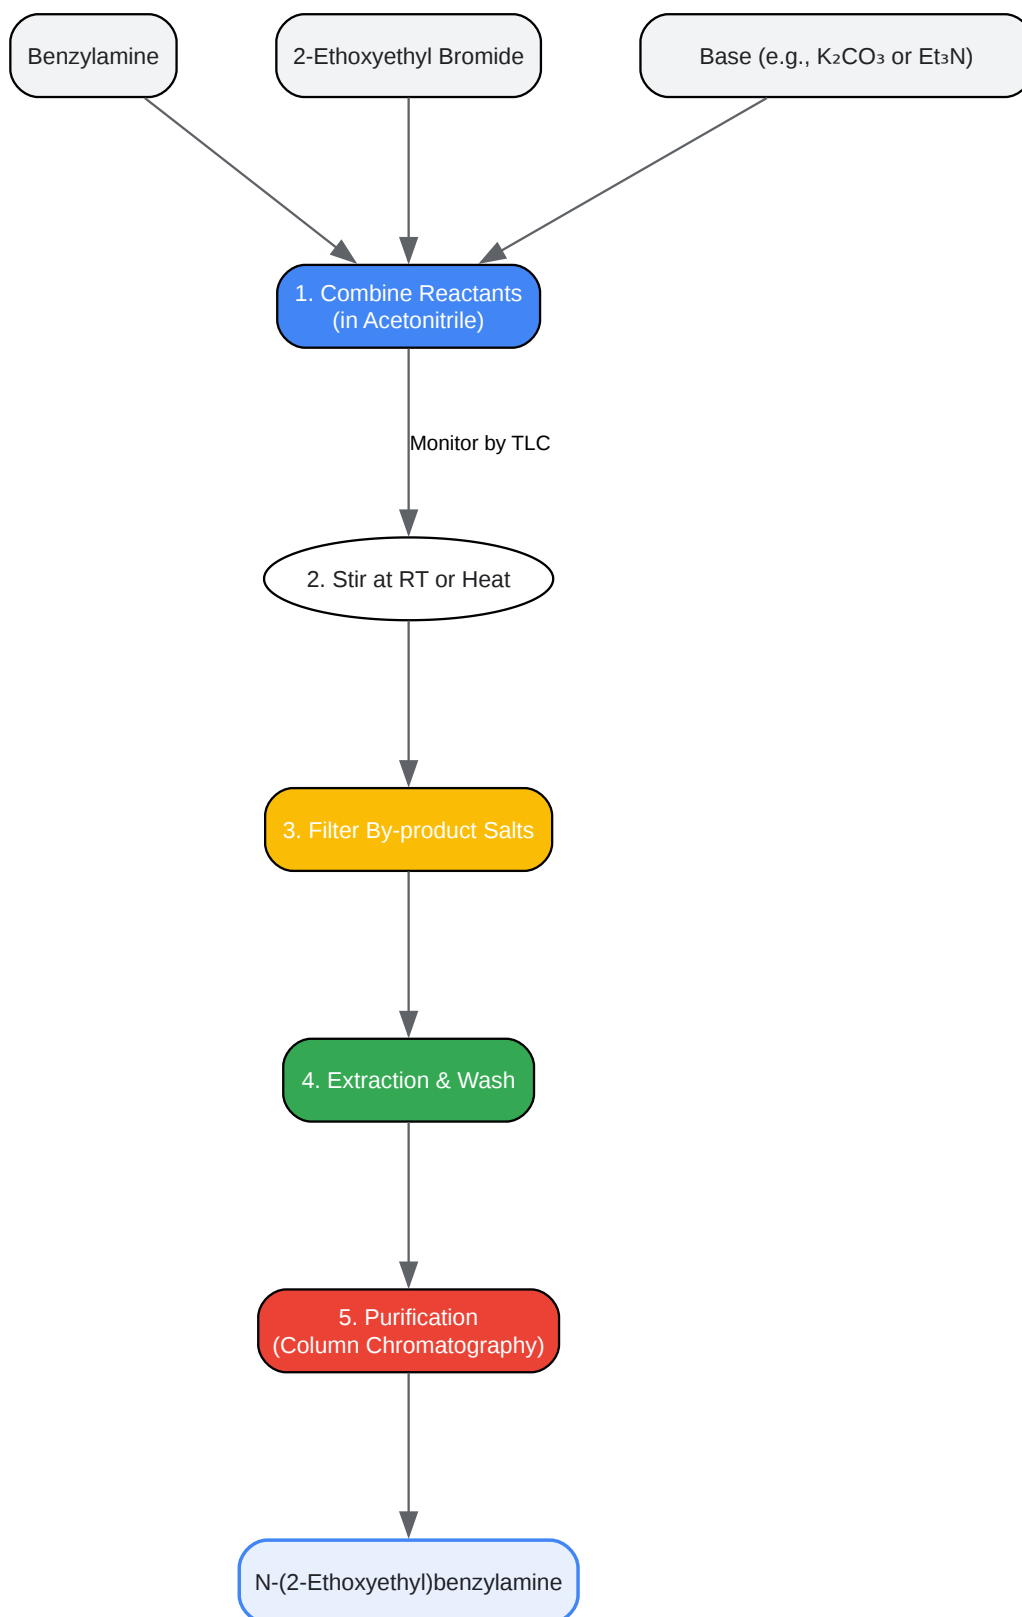 Benzylamine
2-Ethoxyethyl Bromide
Base (e.g., K₂CO₃ or Et₃N)
1. Combine Reactants
(in Acetonitrile)
Monitor by TLC
2. Stir at RT or Heat
3. Filter By-product Salts
4. Extraction & Wash
5. Purification
(Column Chromatography)
N-(2-Ethoxyethyl)benzylamine